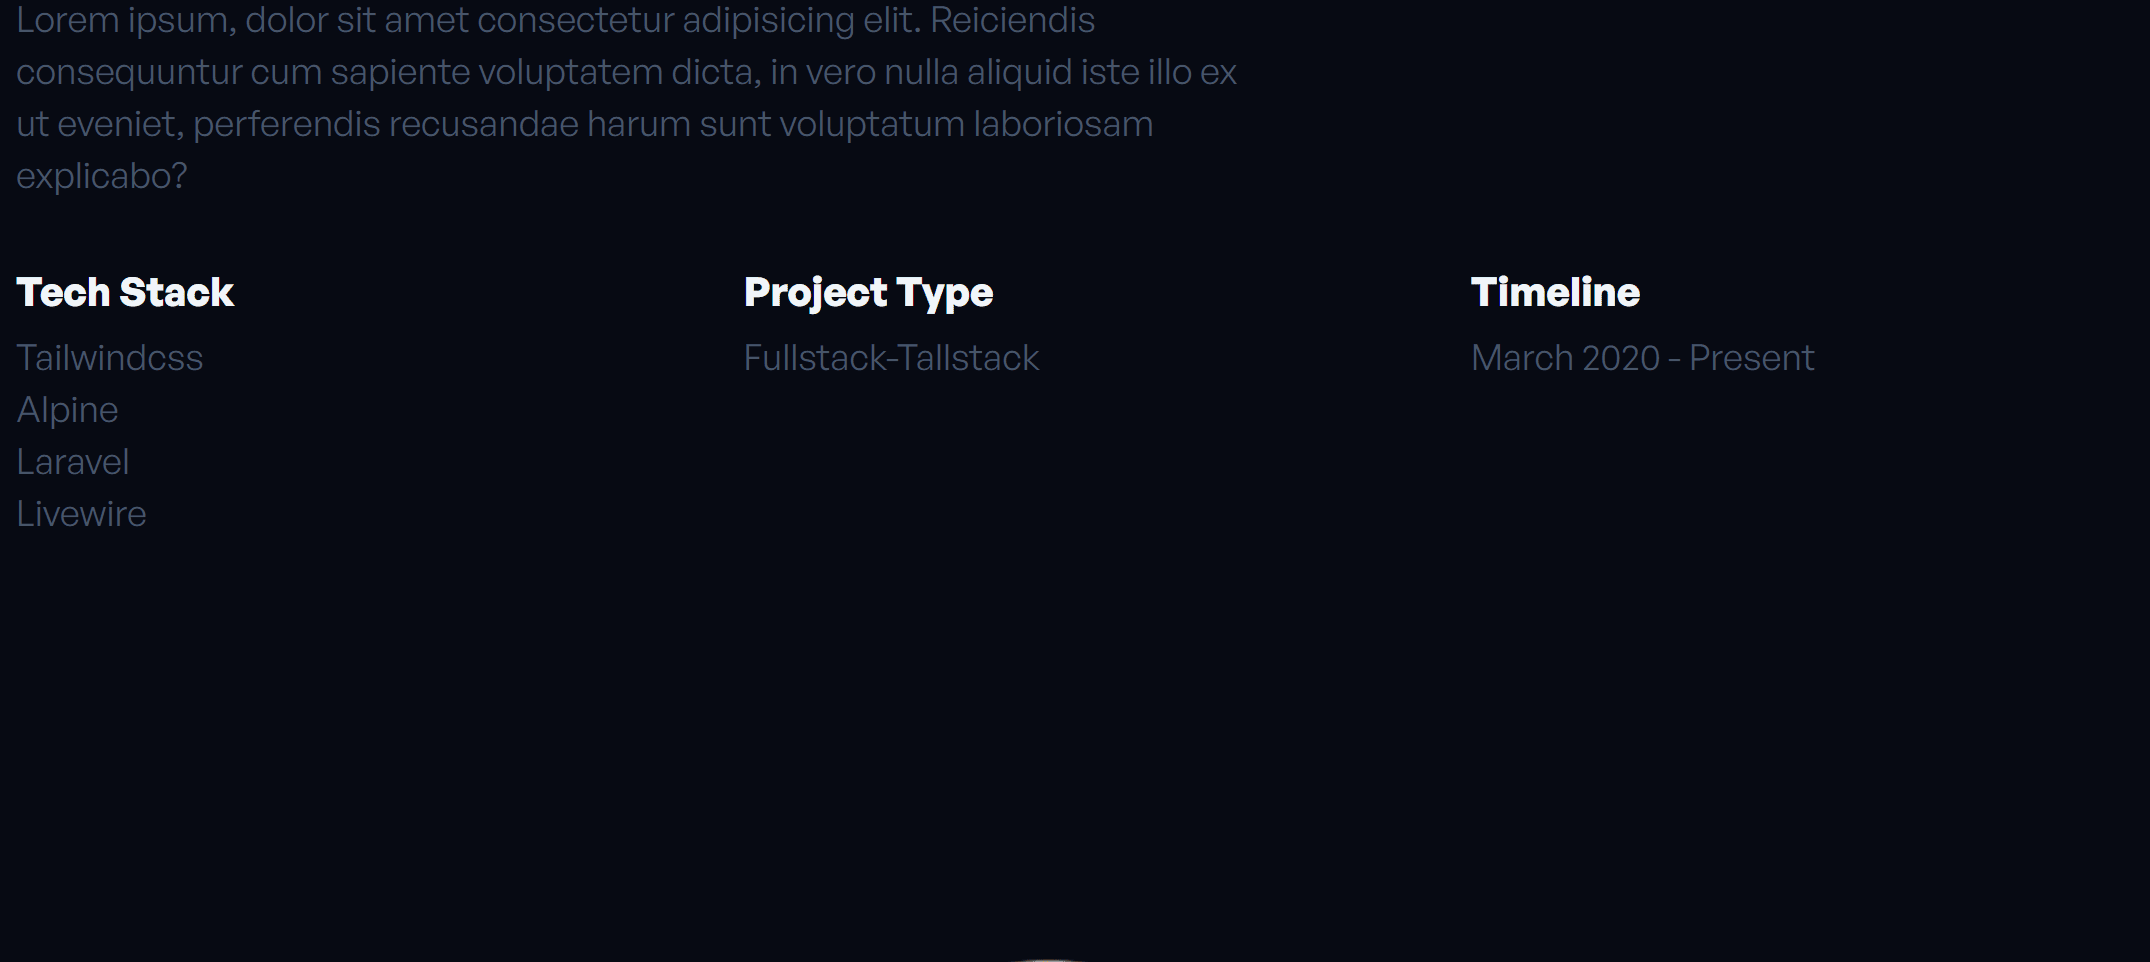 Lorem ipsum, dolor sit amet consectetur adipisicing elit. Reiciendis
consequuntur cum sapiente voluptatem dicta, in vero nulla aliquid iste illo ex
ut eveniet, perferendis recusandae harum sunt voluptatum laboriosam
explicabo?
Tech Stack
Tailwindcss
Alpine
Laravel
Livewire
Project Type
Fullstack-Tallstack
Timeline
March 2020 - Present